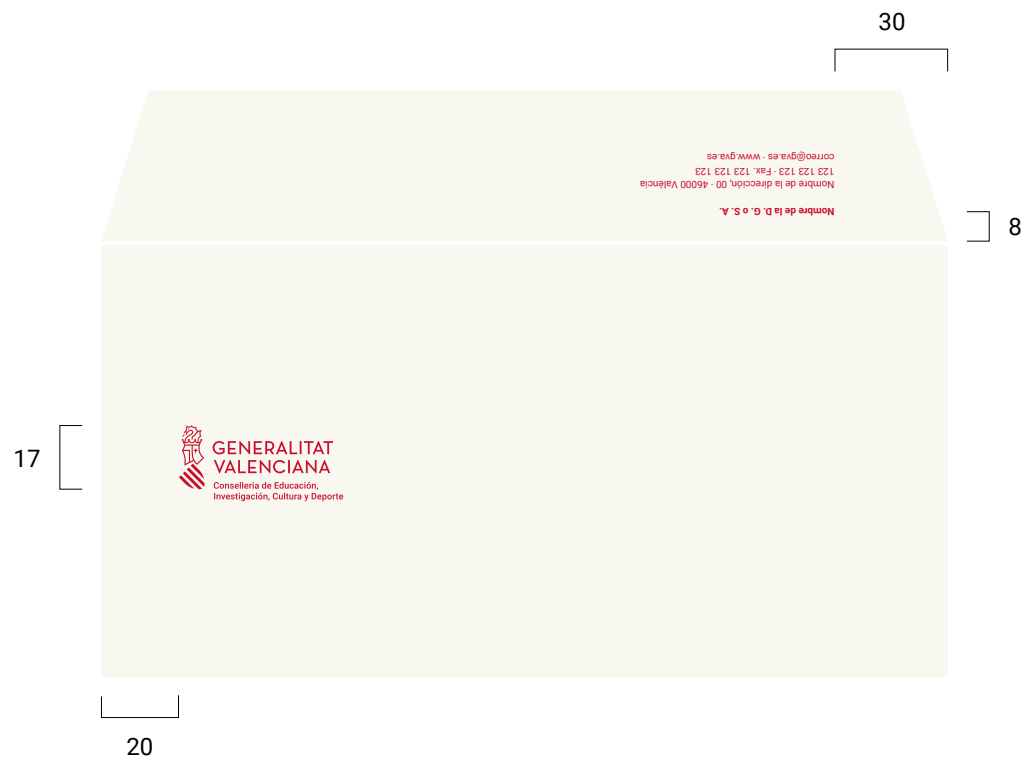 30
Nombre de la D. G. o S. A.
Nombre de la dirección, 00 · 46000 València
123 123 123 · Fax. 123 123 123
correo@gva.es · www.gva.es
8
17
GENERALITAT
VALENCIANA
Conselleria de Educación,
Investigación, Cultura y Deporte
20